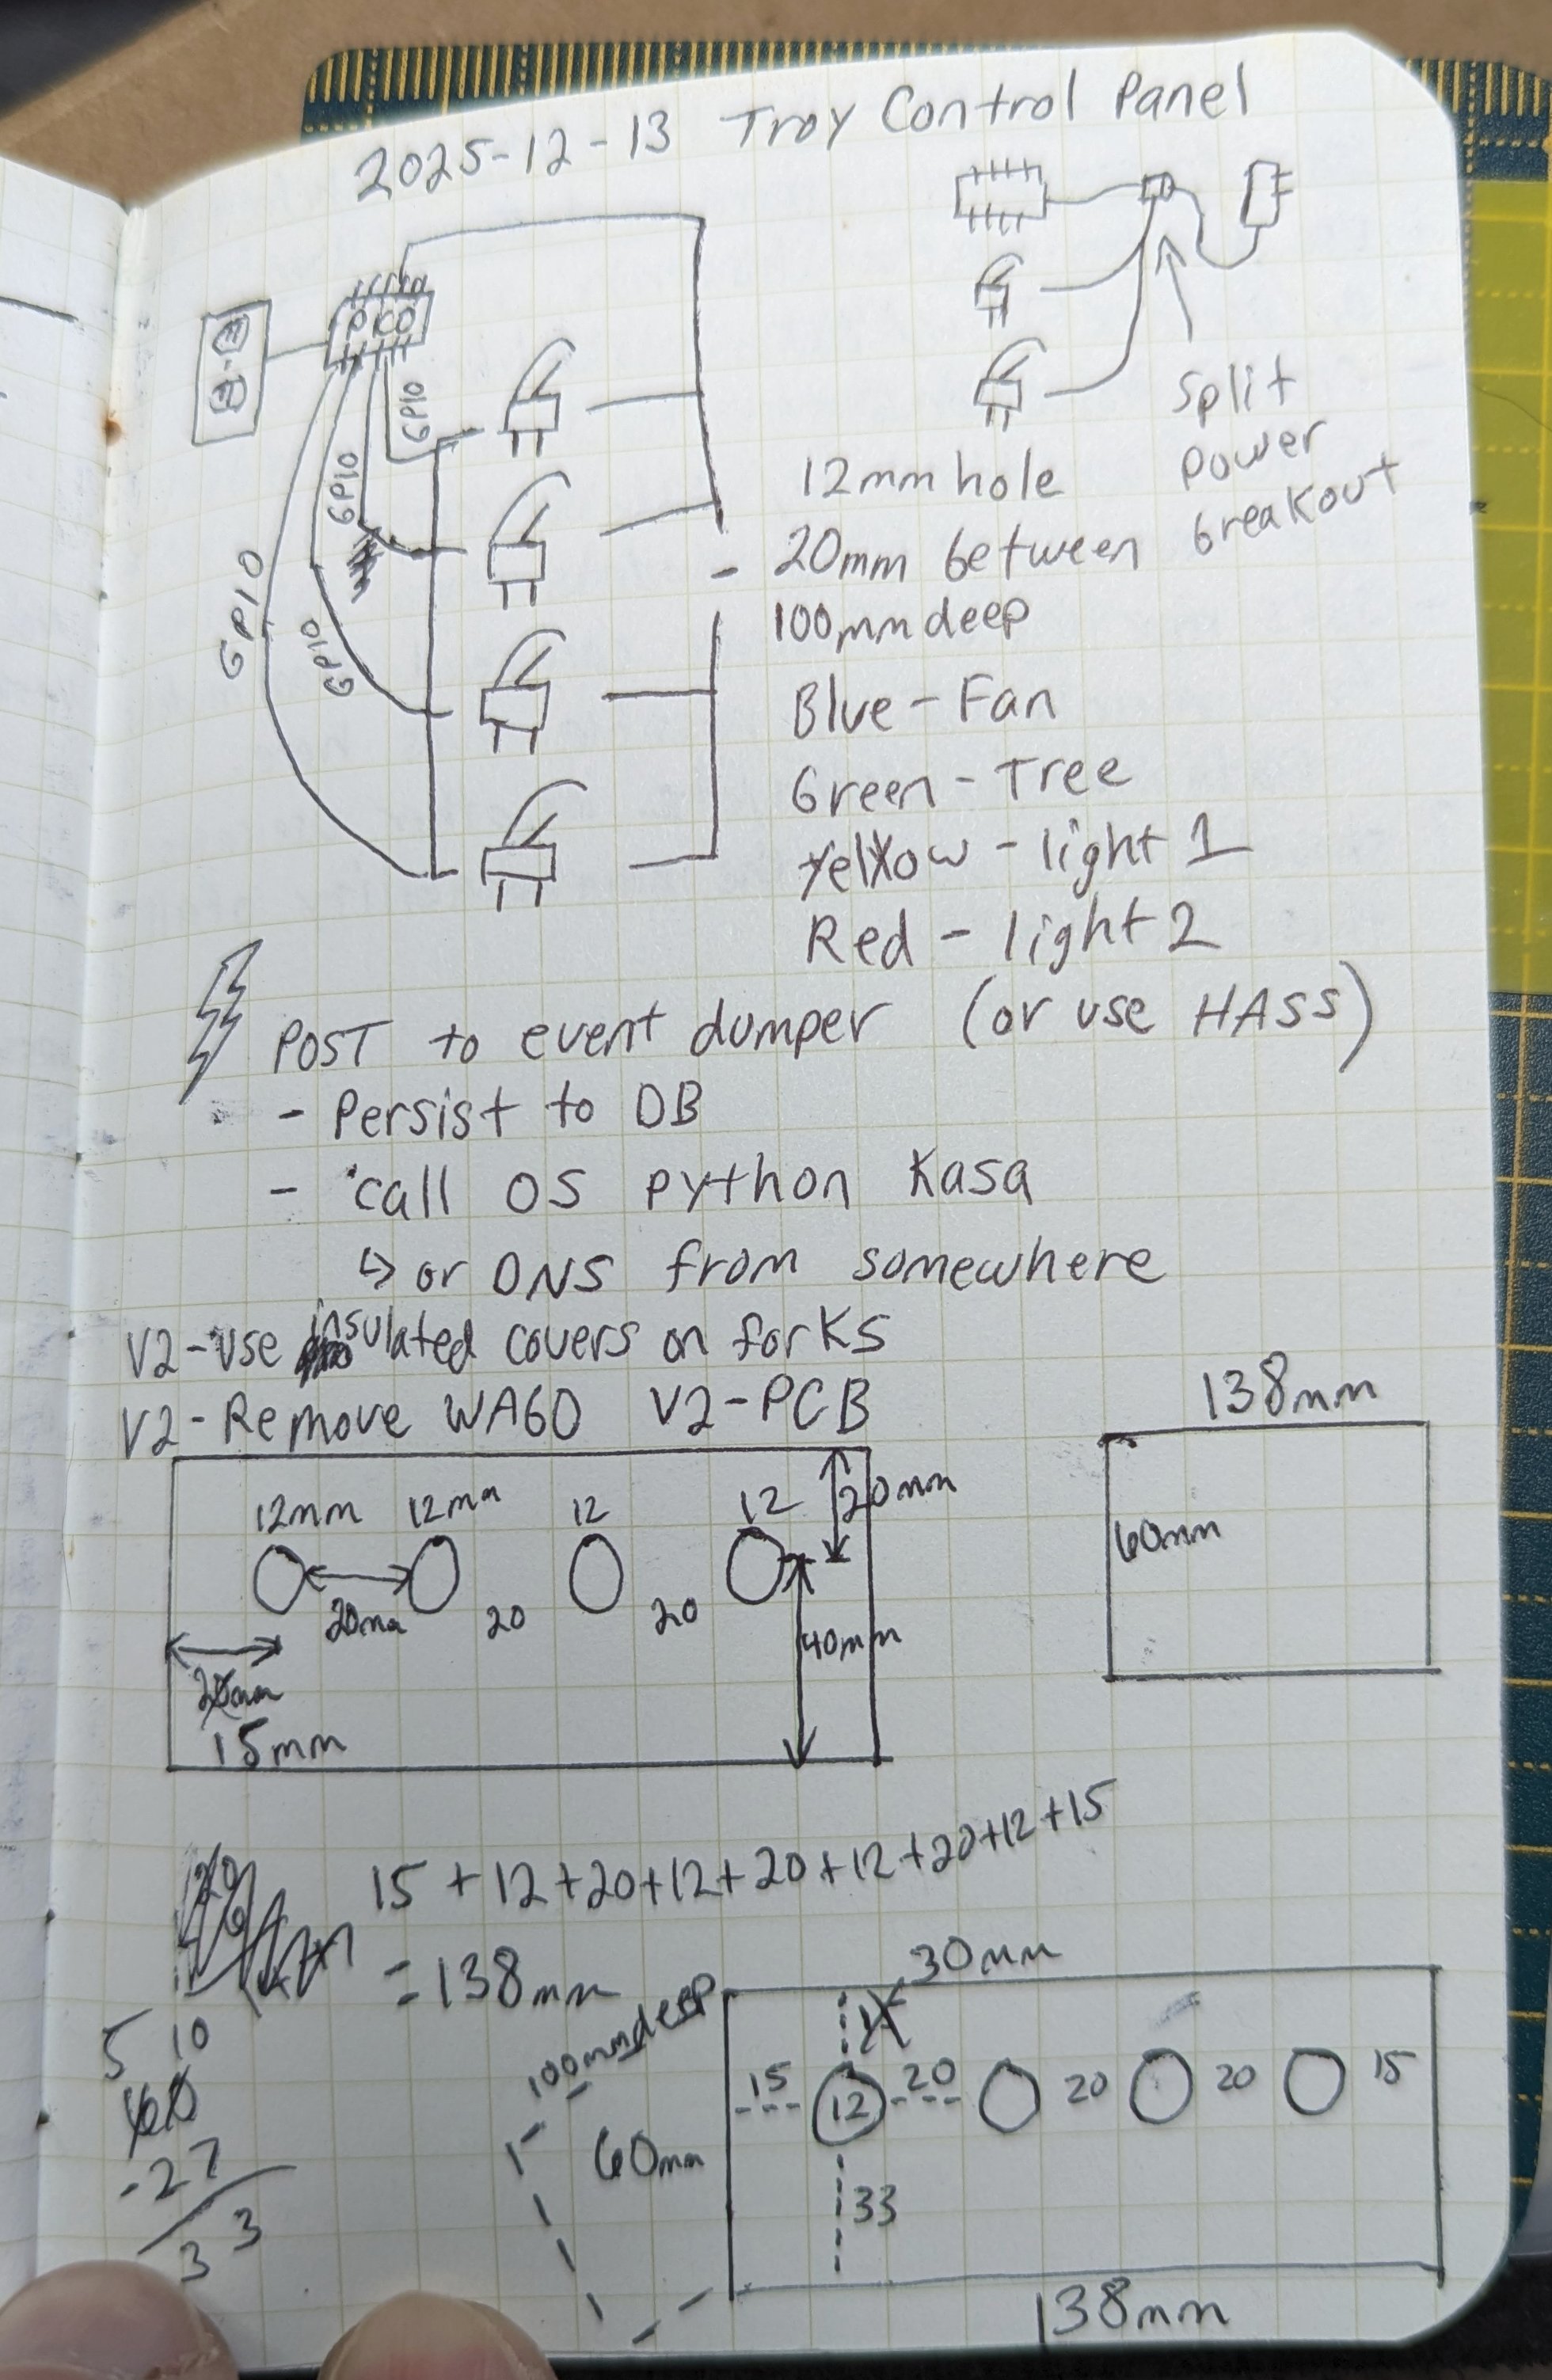 2025-12-13 Troy Control Panel
PICO
GPIO
GPIO
GPIO
GPIO
Split
power
breakout
12mm hole
- 20mm between
100mm deep
Blue - Fan
Green - Tree
Yellow - light 1
Red - light 2
POST to event dumper (or use HASS)
- Persist to DB
- call OS python Kasa
↳ or DNS from somewhere
V2-Use insulated covers on forks
V2-Remove WAGO V2-PCB
12mm 12mm 12 12
20mm
20mm 20 20
40mm
15mm
138mm
60mm
15+12+20+12+20+12+20+12+15
=138mm
5 10
60
-27
33
100mm deep
60mm
30mm
15 12 20 20 20 15
33
138mm